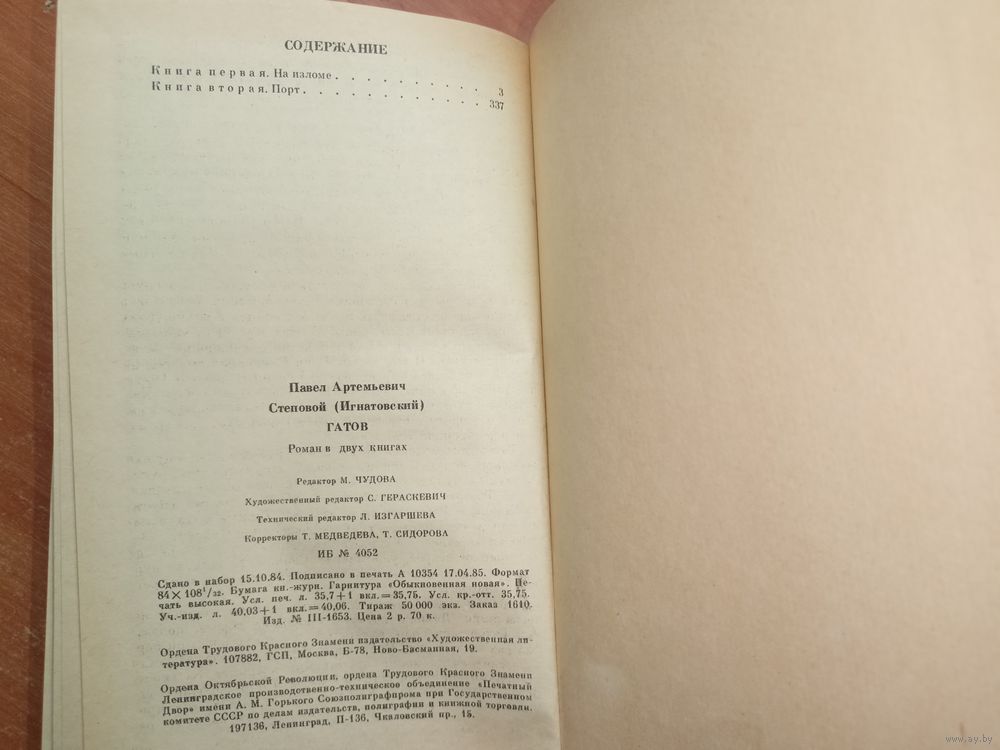 СОДЕРЖАНИЕ
Книга первая. На изломе . . . . . . . . . . 3
Книга вторая. Порт . . . . . . . . . . . . 337
Павел Артемьевич
Степовой (Игнатовский)
ГАТОВ
Роман в двух книгах
Редактор М. ЧУДОВА
Художественный редактор С. ГЕРАСКЕВИЧ
Технический редактор Л. ИЗГАРШЕВА
Корректоры Т. МЕДВЕДЕВА, Т. СИДОРОВА
ИБ № 4052
Сдано в набор 15.10.84. Подписано в печать А 10354 17.04.85. Формат
84×108¹/₃₂. Бумага кн.-журн. Гарнитура «Обыкновенная новая». Пе-
чать высокая. Усл. печ. л. 35,7+1 вкл.=35,75. Усл. кр.-отт. 35,75.
Уч.-изд. л. 40,03+1 вкл.=40,06. Тираж 50 000 экз. Заказ 1610.
Изд. № III-1653. Цена 2 р. 70 к.
Ордена Трудового Красного Знамени издательство «Художественная ли-
тература». 107882, ГСП, Москва, Б-78, Ново-Басманная, 19.
Ордена Октябрьской Революции, ордена Трудового Красного Знамени
Ленинградское производственно-техническое объединение «Печатный
Двор» имени А. М. Горького Союзполиграфпрома при Государственном
комитете СССР по делам издательств, полиграфии и книжной торговли.
197136, Ленинград, П-136, Чкаловский пр., 15.
www.ay.by